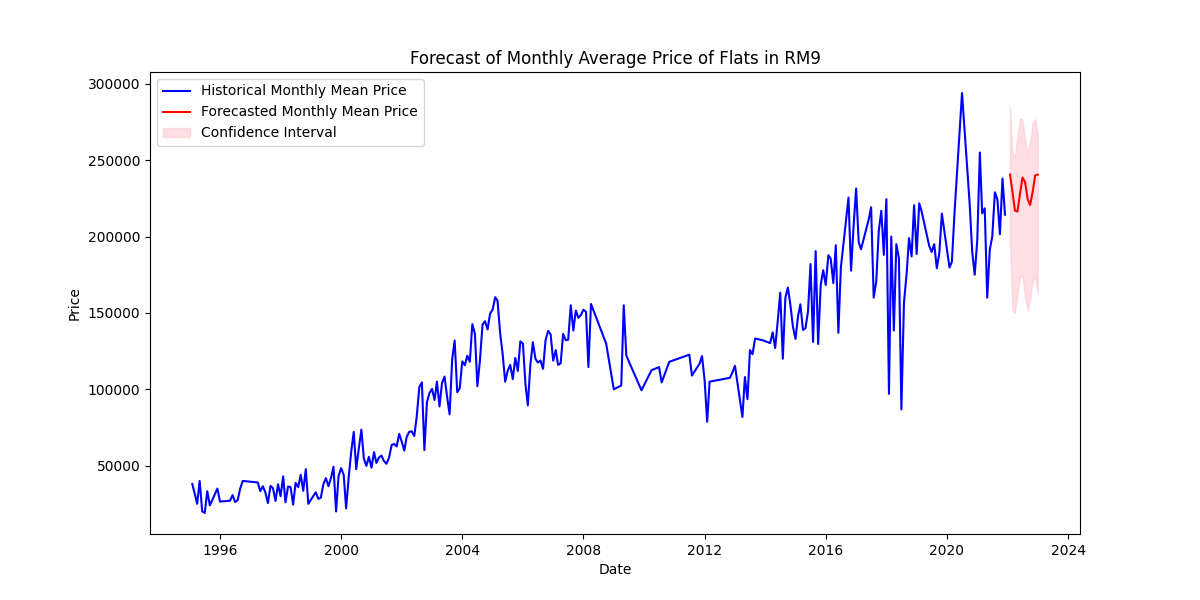 Forecast of Monthly Average Price of Flats in RM9
Historical Monthly Mean Price
Forecasted Monthly Mean Price
Confidence Interval
300000
250000
200000
150000
100000
50000
Price
1996 2000 2004 2008 2012 2016 2020 2024
Date